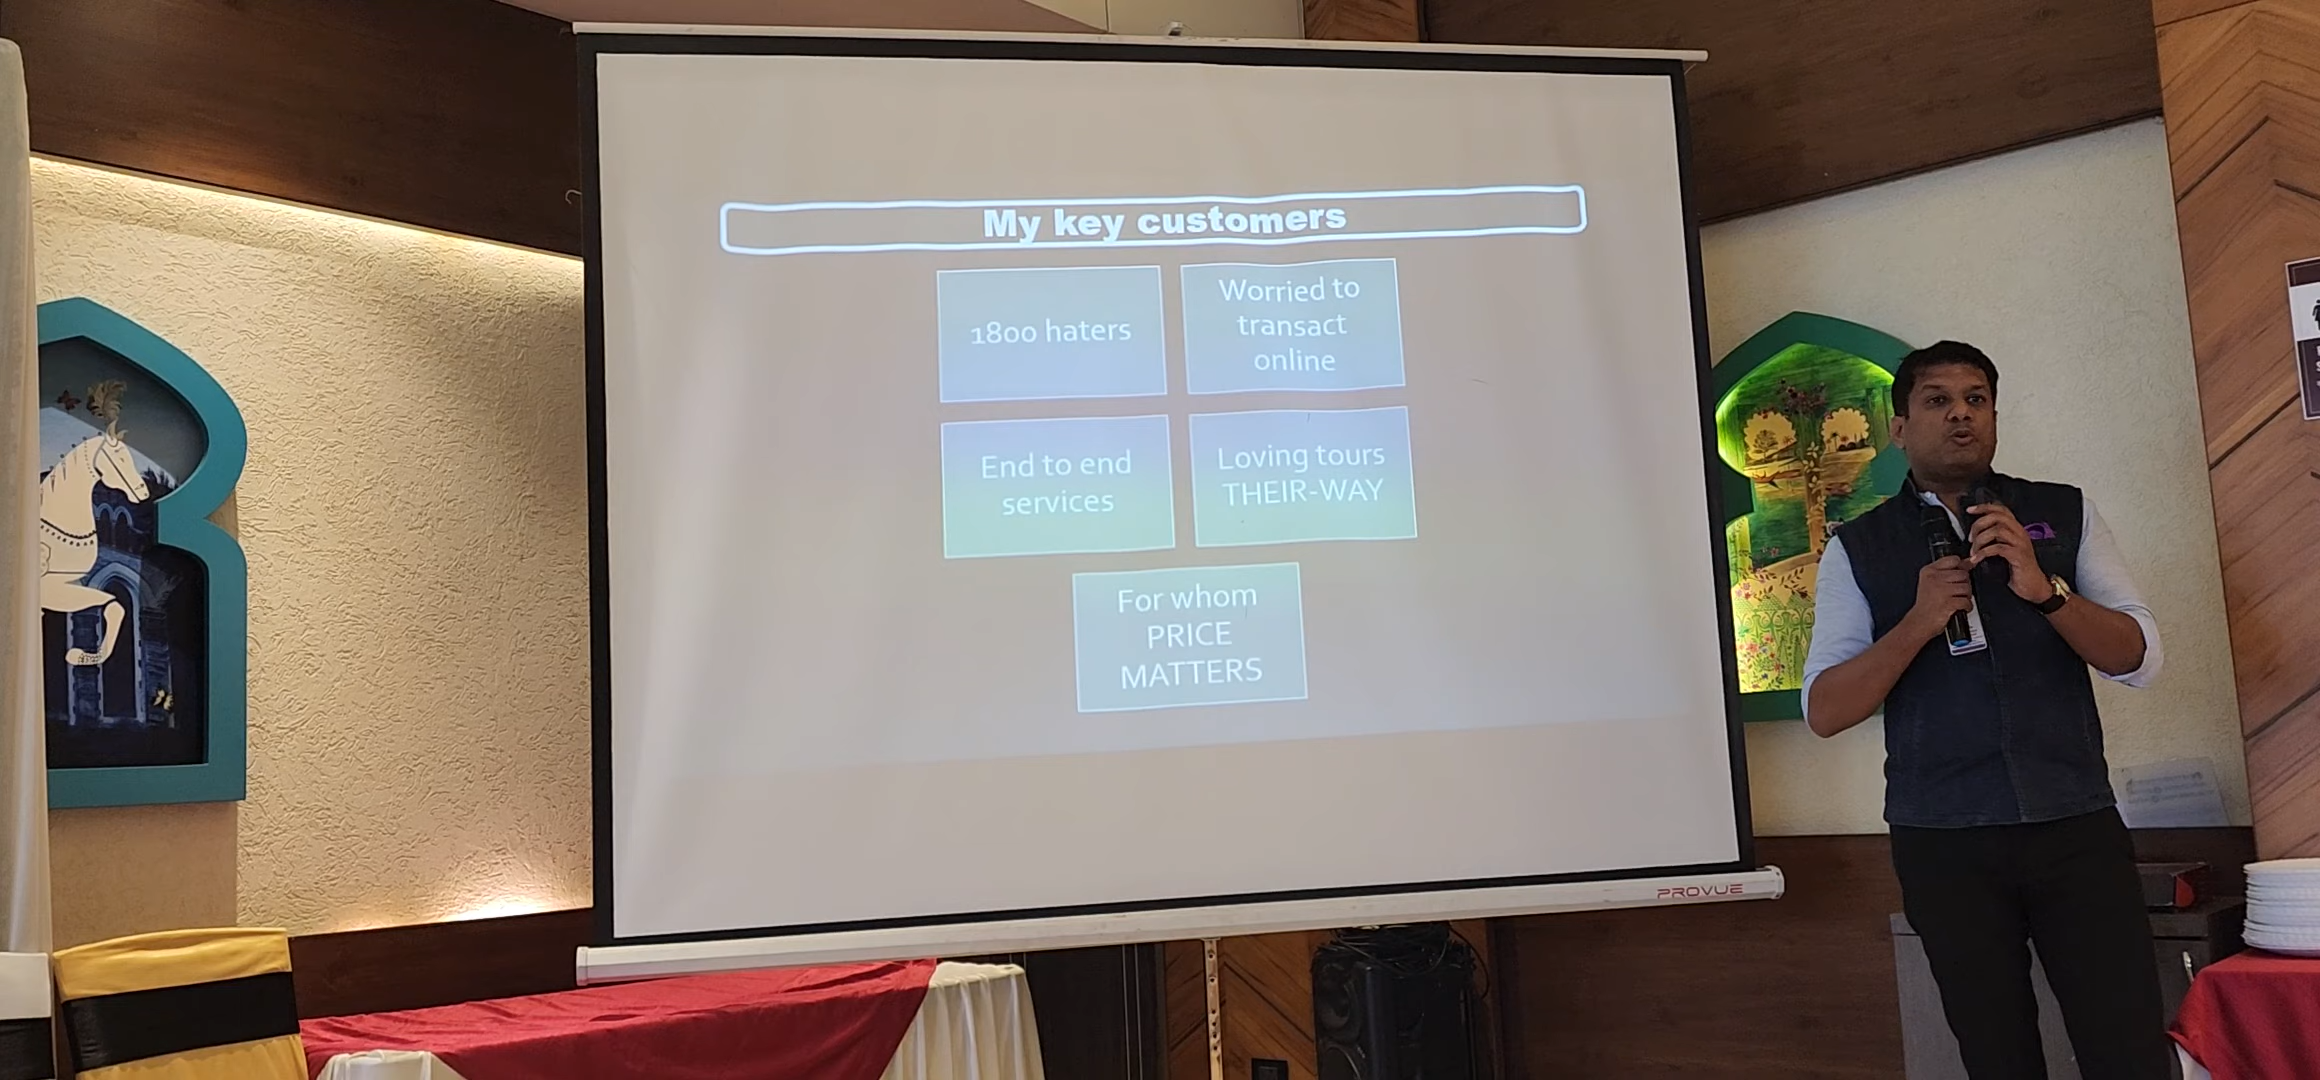 My key customers
1800 haters
Worried to
transact
online
End to end
services
Loving tours
THEIR-WAY
For whom
PRICE
MATTERS
PROVUE